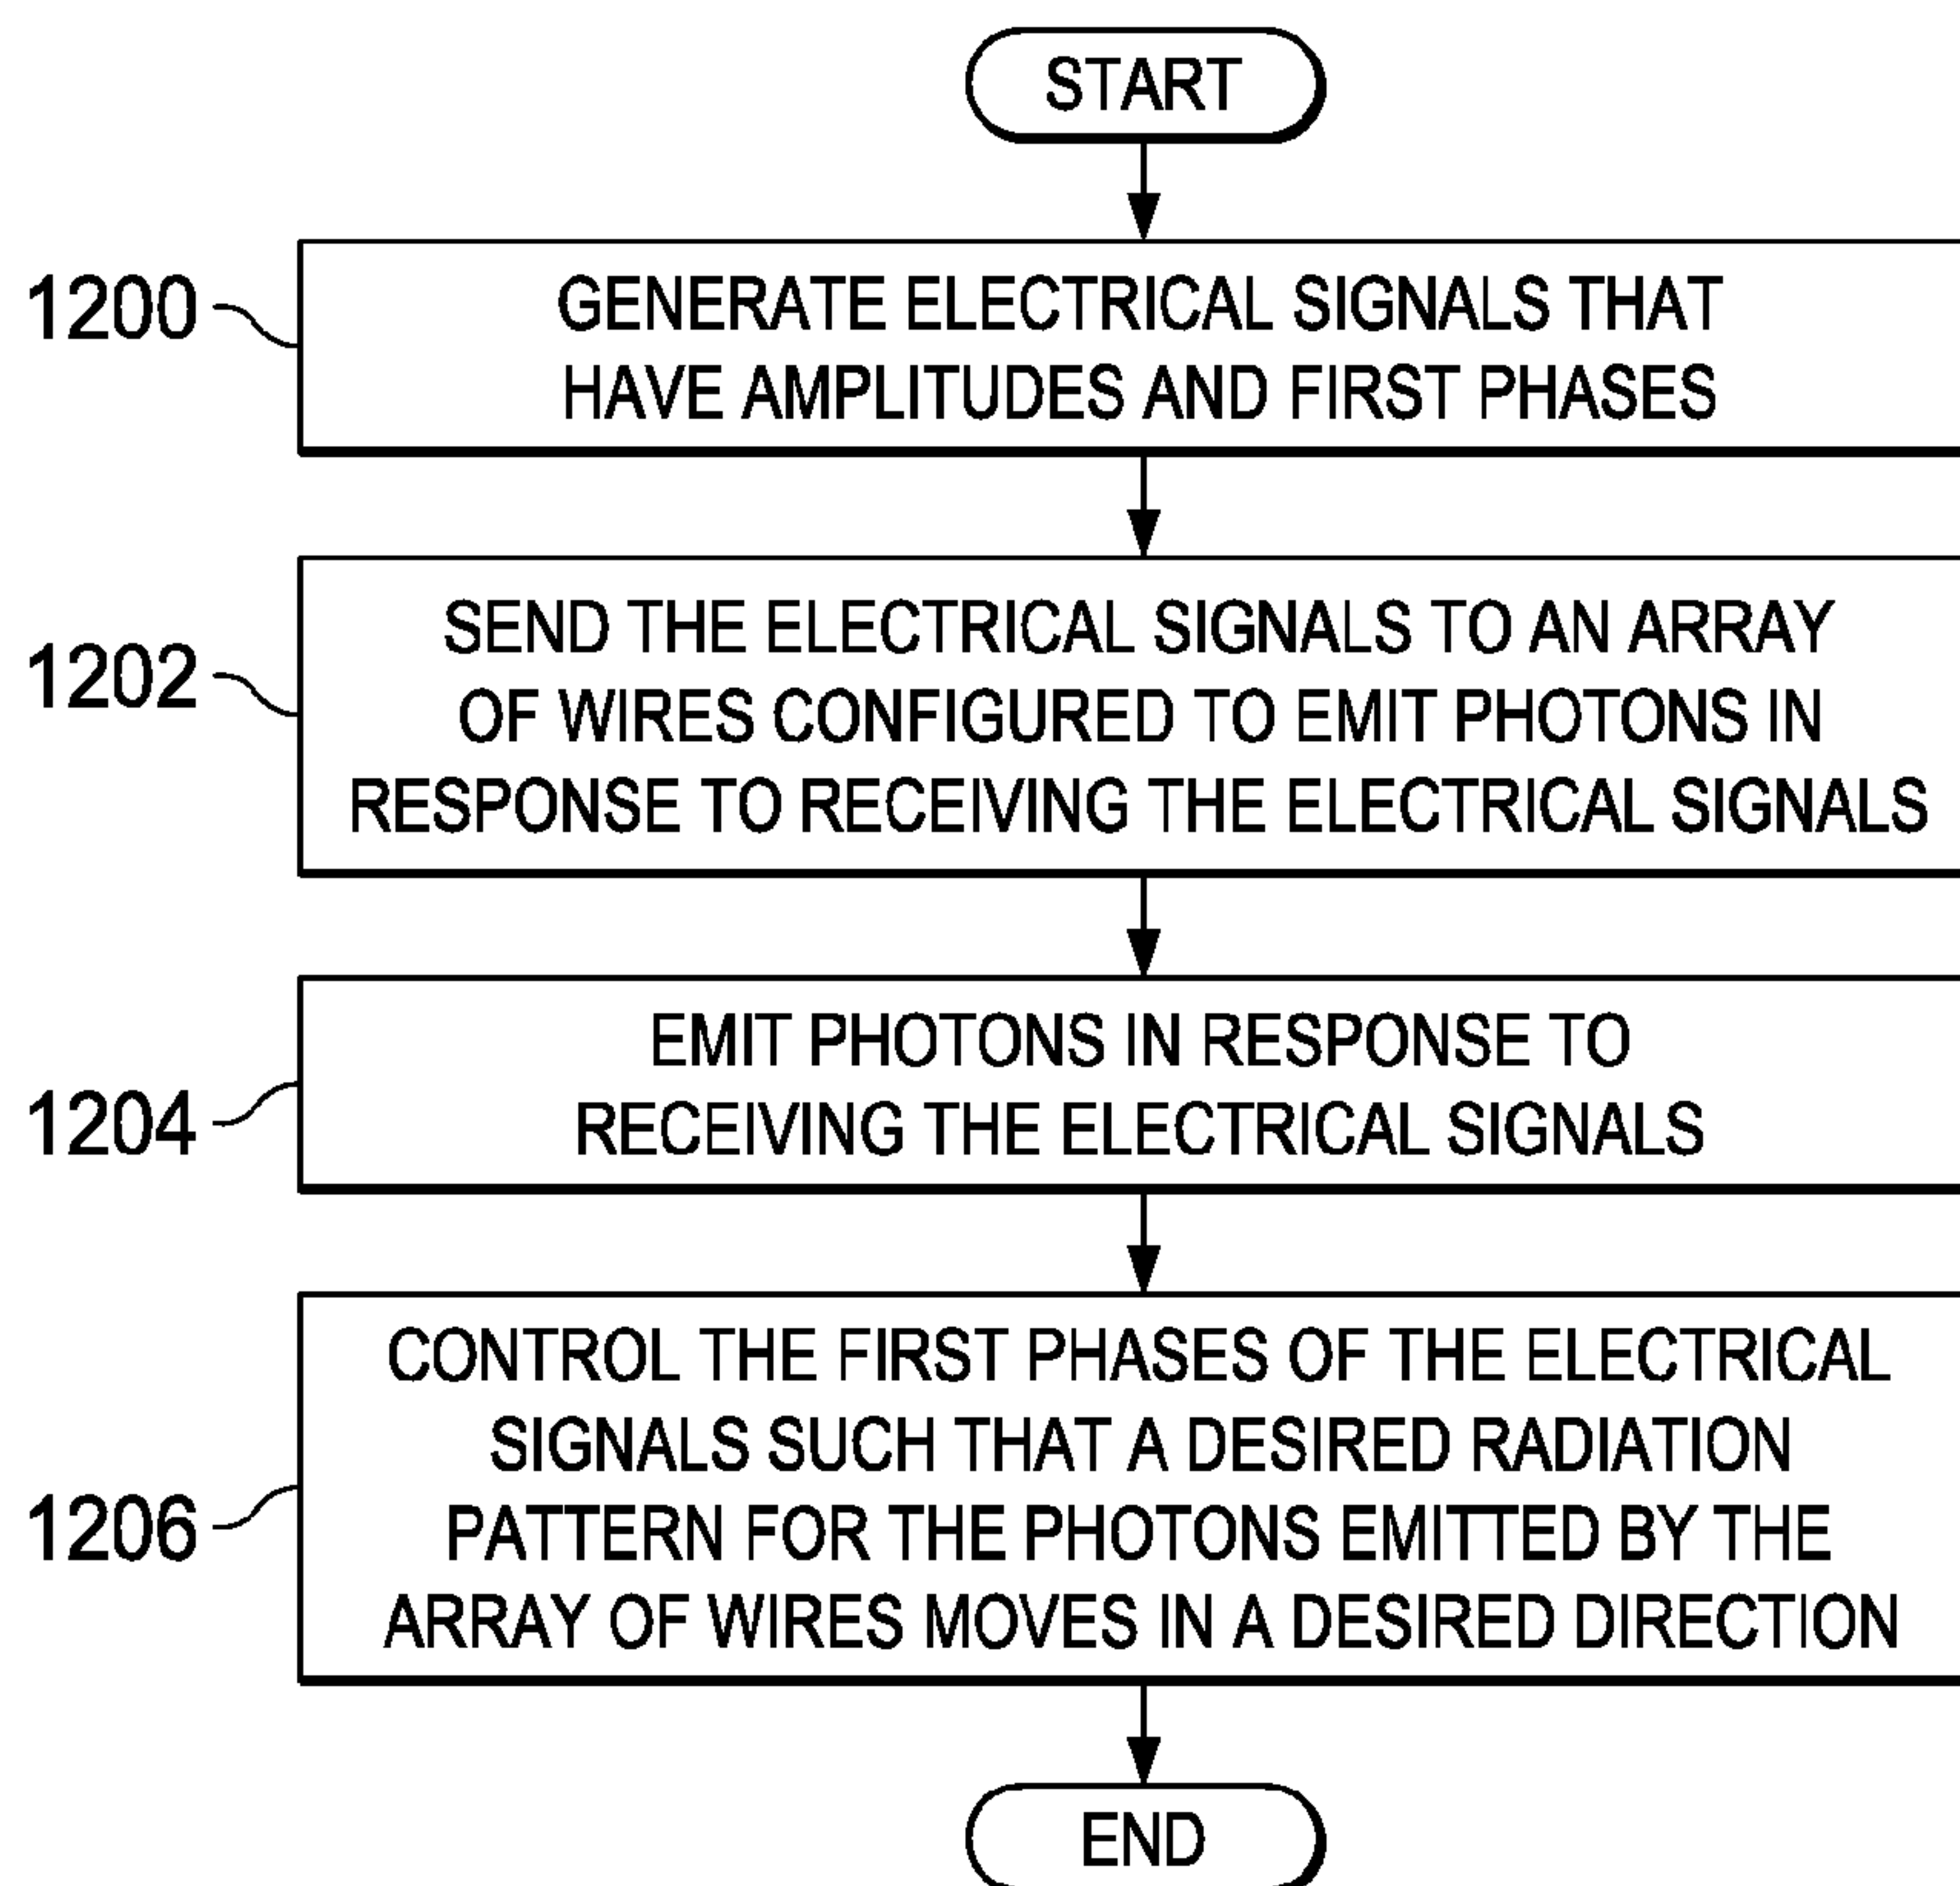 START
1200
GENERATE ELECTRICAL SIGNALS THAT
HAVE AMPLITUDES AND FIRST PHASES
1202
SEND THE ELECTRICAL SIGNALS TO AN ARRAY
OF WIRES CONFIGURED TO EMIT PHOTONS IN
RESPONSE TO RECEIVING THE ELECTRICAL SIGNALS
1204
EMIT PHOTONS IN RESPONSE TO
RECEIVING THE ELECTRICAL SIGNALS
1206
CONTROL THE FIRST PHASES OF THE ELECTRICAL
SIGNALS SUCH THAT A DESIRED RADIATION
PATTERN FOR THE PHOTONS EMITTED BY THE
ARRAY OF WIRES MOVES IN A DESIRED DIRECTION
END